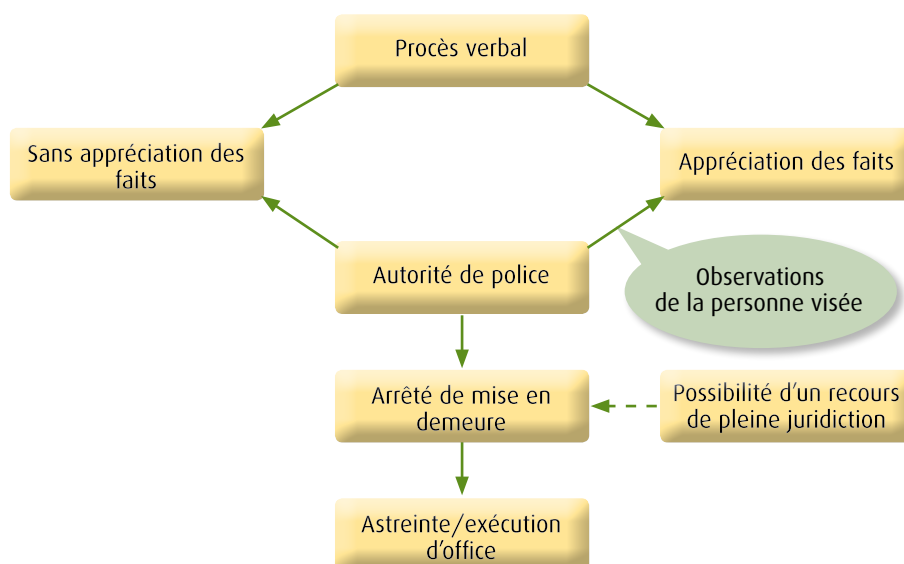 Procès verbal
Sans appréciation des
faits
Appréciation des faits
Autorité de police
Observations
de la personne visée
Arrêté de mise en
demeure
Possibilité d'un recours
de pleine juridiction
Astreinte/exécution
d'office